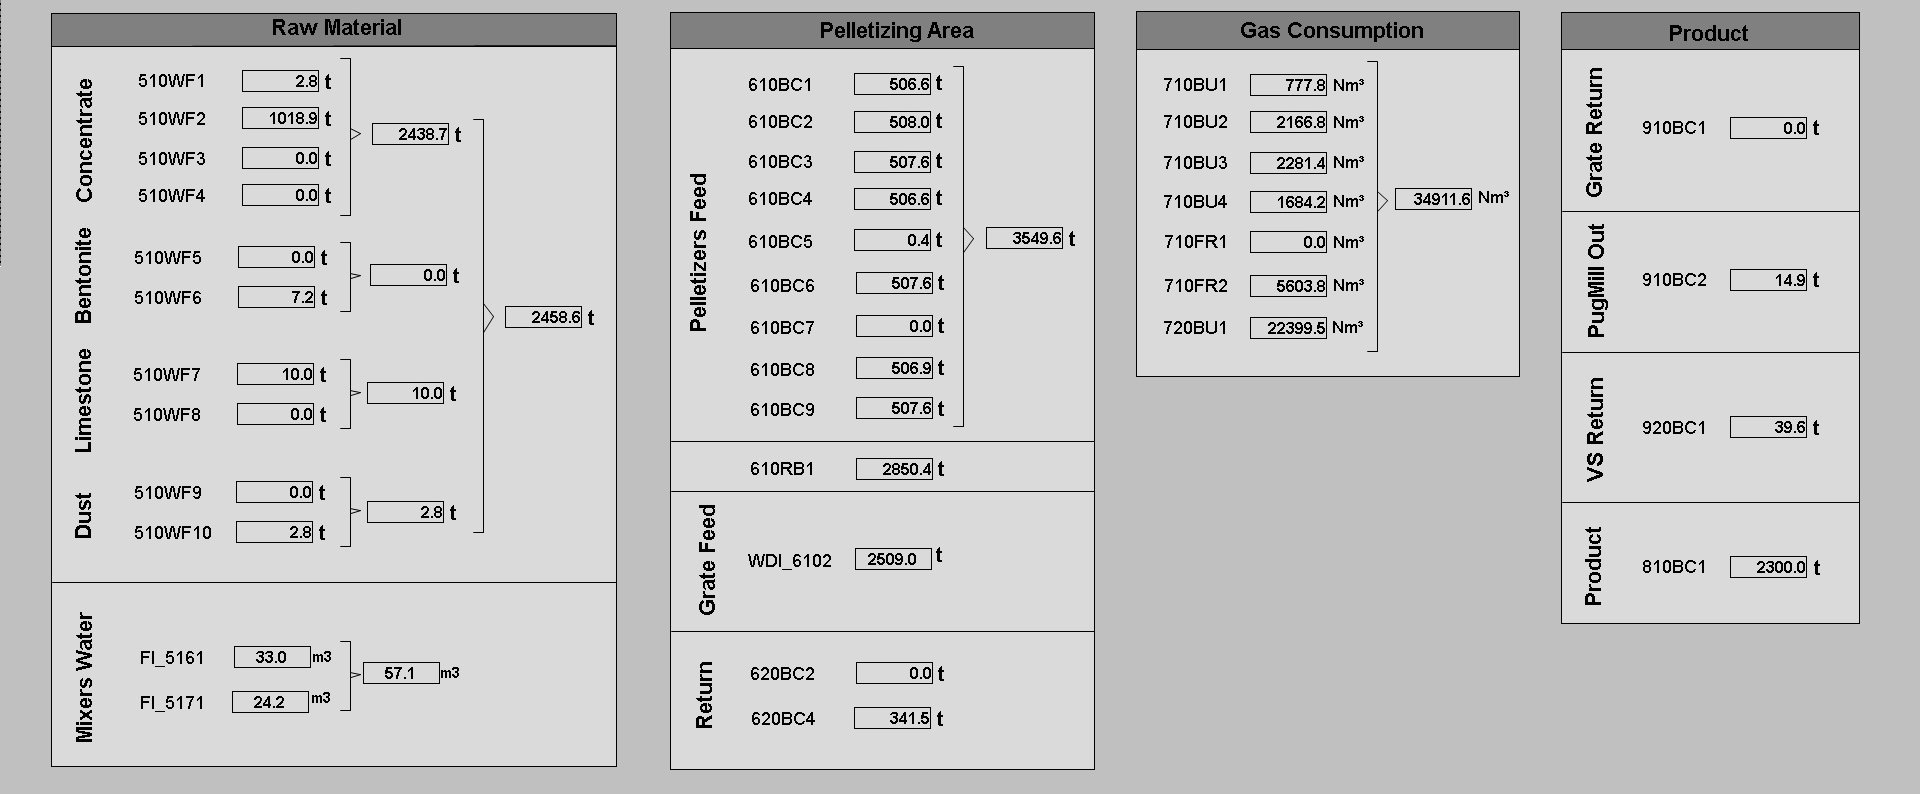 Raw Material
Concentrate
510WF1 2.8 t
510WF2 1018.9 t
510WF3 0.0 t
510WF4 0.0 t
2438.7 t
Bentonite
510WF5 0.0 t
510WF6 7.2 t
0.0 t
Limestone
510WF7 10.0 t
510WF8 0.0 t
10.0 t
Dust
510WF9 0.0 t
510WF10 2.8 t
2.8 t
2458.6 t
Mixers Water
FI_5161 33.0 m3
FI_5171 24.2 m3
57.1 m3
Pelletizing Area
Pelletizers Feed
610BC1 506.6 t
610BC2 508.0 t
610BC3 507.6 t
610BC4 506.6 t
610BC5 0.4 t
610BC6 507.6 t
610BC7 0.0 t
610BC8 506.9 t
610BC9 507.6 t
3549.6 t
610RB1 2850.4 t
Grate Feed
WDI_6102 2509.0 t
Return
620BC2 0.0 t
620BC4 341.5 t
Gas Consumption
710BU1 777.8 Nm³
710BU2 2166.8 Nm³
710BU3 2281.4 Nm³
710BU4 1684.2 Nm³
710FR1 0.0 Nm³
710FR2 5603.8 Nm³
720BU1 22399.5 Nm³
34911.6 Nm³
Product
Grate Return
910BC1 0.0 t
PugMill Out
910BC2 14.9 t
VS Return
920BC1 39.6 t
Product
810BC1 2300.0 t